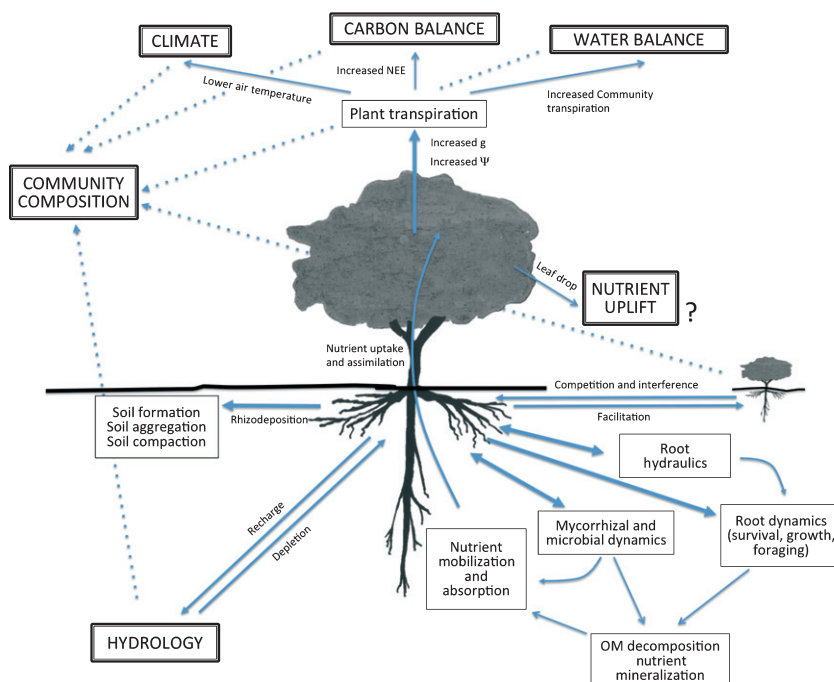 CARBON BALANCE
CLIMATE
WATER BALANCE
Increased NEE
Lower air temperature
Increased Community
transpiration
Plant transpiration
Increased g
Increased Ψ
COMMUNITY
COMPOSITION
Leaf drop
NUTRIENT
UPLIFT
?
Nutrient uptake
and assimilation
Competition and interference
Facilitation
Soil formation
Soil aggregation
Soil compaction
Rhizodeposition
Root
hydraulics
Recharge
Depletion
Nutrient
mobilization
and
absorption
Mycorrhizal and
microbial dynamics
Root dynamics
(survival, growth,
foraging)
HYDROLOGY
OM decomposition
nutrient
mineralization